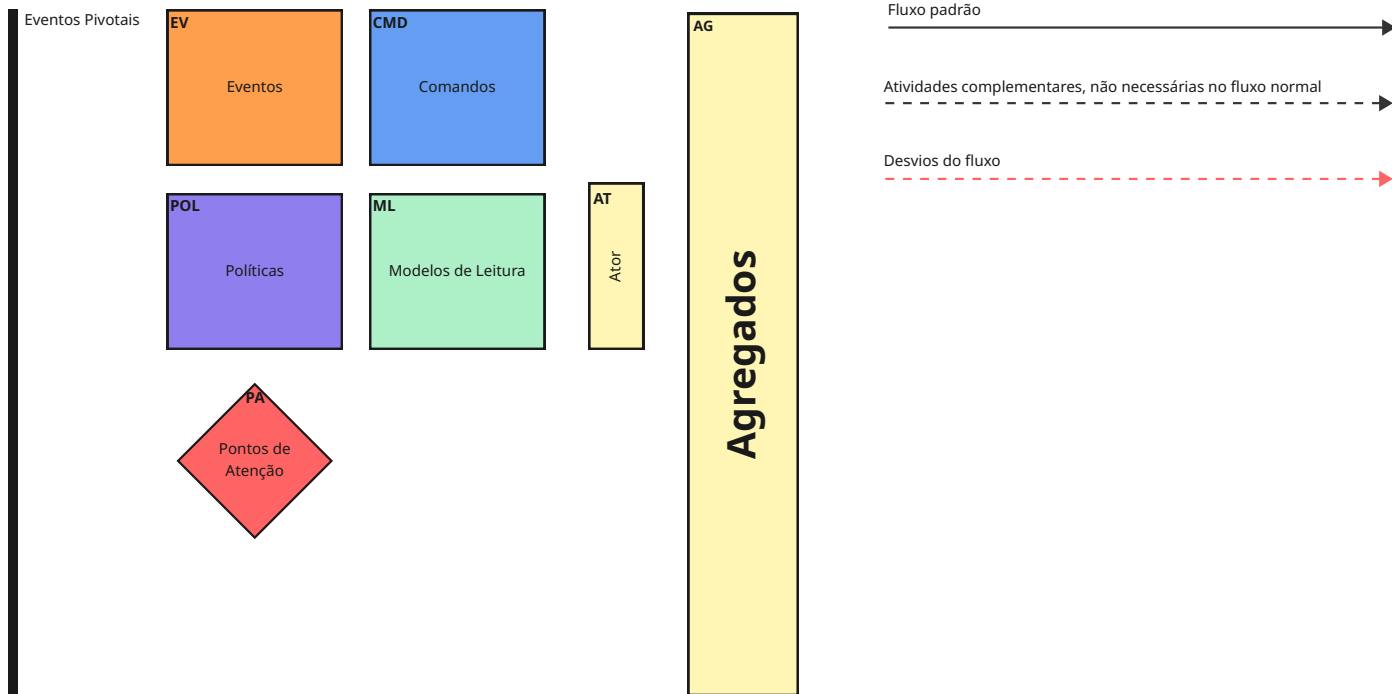 Eventos Pivotais
EV
Eventos
CMD
Comandos
POL
Políticas
ML
Modelos de Leitura
AT
Ator
PA
Pontos de
Atenção
AG
Agregados
Fluxo padrão
Atividades complementares, não necessárias no fluxo normal
Desvios do fluxo